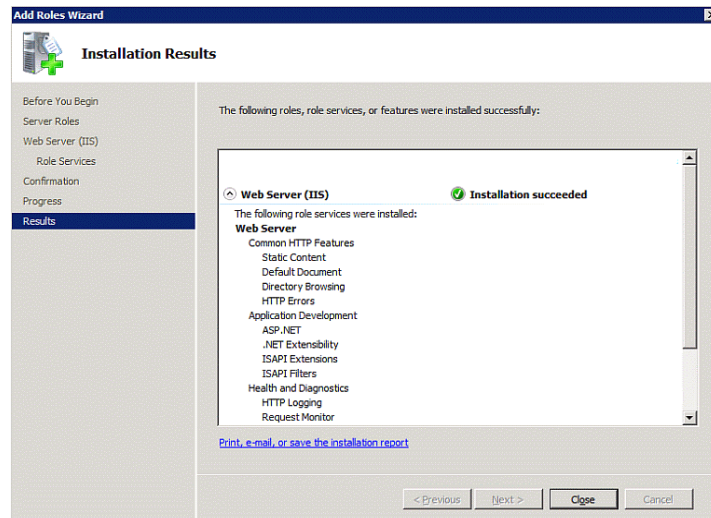 Add Roles Wizard
Installation Results
Before You Begin
Server Roles
Web Server (IIS)
Role Services
Confirmation
Progress
Results
The following roles, role services, or features were installed successfully:
Web Server (IIS) Installation succeeded
The following role services were installed:
Web Server
Common HTTP Features
Static Content
Default Document
Directory Browsing
HTTP Errors
Application Development
ASP.NET
.NET Extensibility
ISAPI Extensions
ISAPI Filters
Health and Diagnostics
HTTP Logging
Request Monitor
Print, e-mail, or save the installation report
< Previous Next > Close Cancel